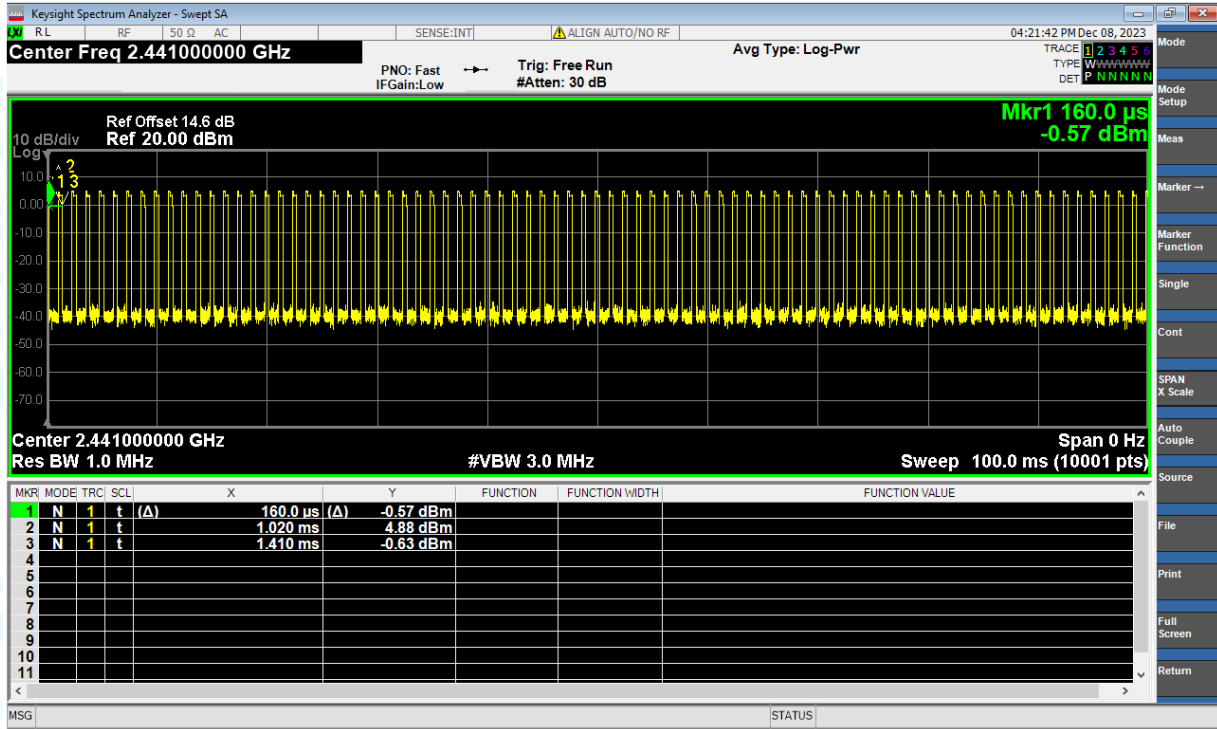 Keysight Spectrum Analyzer - Swept SA
LXI RL RF 50 Ω AC SENSE:INT ALIGN AUTO/NO RF 04:21:42 PM Dec 08, 2023
Center Freq 2.441000000 GHz
PNO: Fast
IFGain:Low
Trig: Free Run
#Atten: 30 dB
Avg Type: Log-Pwr
TRACE 1 2 3 4 5 6
TYPE WWWWWWW
DET P N N N N N
Mkr1 160.0 µs
-0.57 dBm
Ref Offset 14.6 dB
10 dB/div Ref 20.00 dBm
Log
10.0
0.00
-10.0
-20.0
-30.0
-40.0
-50.0
-60.0
-70.0
2
1 3
Center 2.441000000 GHz Span 0 Hz
Res BW 1.0 MHz #VBW 3.0 MHz Sweep 100.0 ms (10001 pts)
MKR MODE TRC SCL X Y FUNCTION FUNCTION WIDTH FUNCTION VALUE
1 N 1 t (Δ) 160.0 µs (Δ) -0.57 dBm
2 N 1 t 1.020 ms 4.88 dBm
3 N 1 t 1.410 ms -0.63 dBm
4
5
6
7
8
9
10
11
MSG STATUS
Mode
Mode
Setup
Meas
Marker →
Marker
Function
Single
Cont
SPAN
X Scale
Auto
Couple
Source
File
Print
Full
Screen
Return